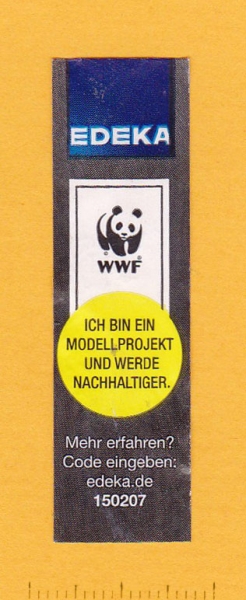 EDEKA
WWF
ICH BIN EIN
MODELLPROJEKT
UND WERDE
NACHHALTIGER.
Mehr erfahren?
Code eingeben:
edeka.de
150207